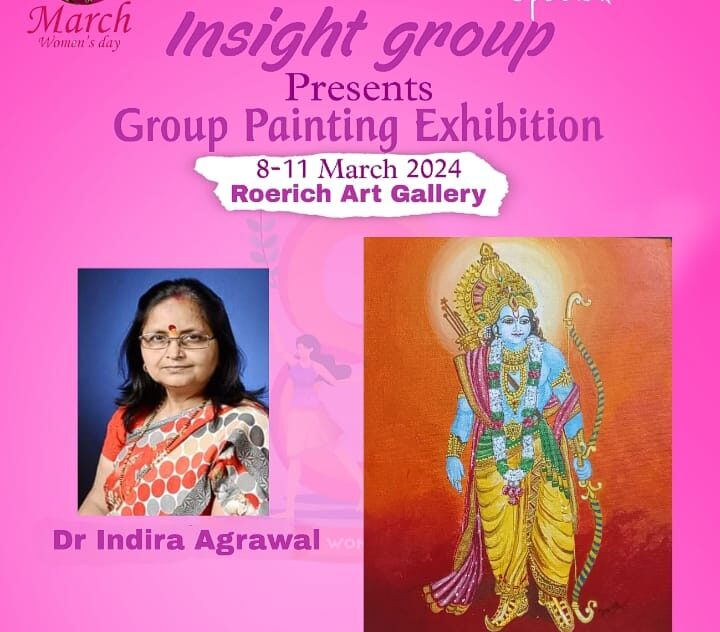 March
Women's day
Insight group
Presents
Group Painting Exhibition
8-11 March 2024
Roerich Art Gallery
Dr Indira Agrawal
WOM